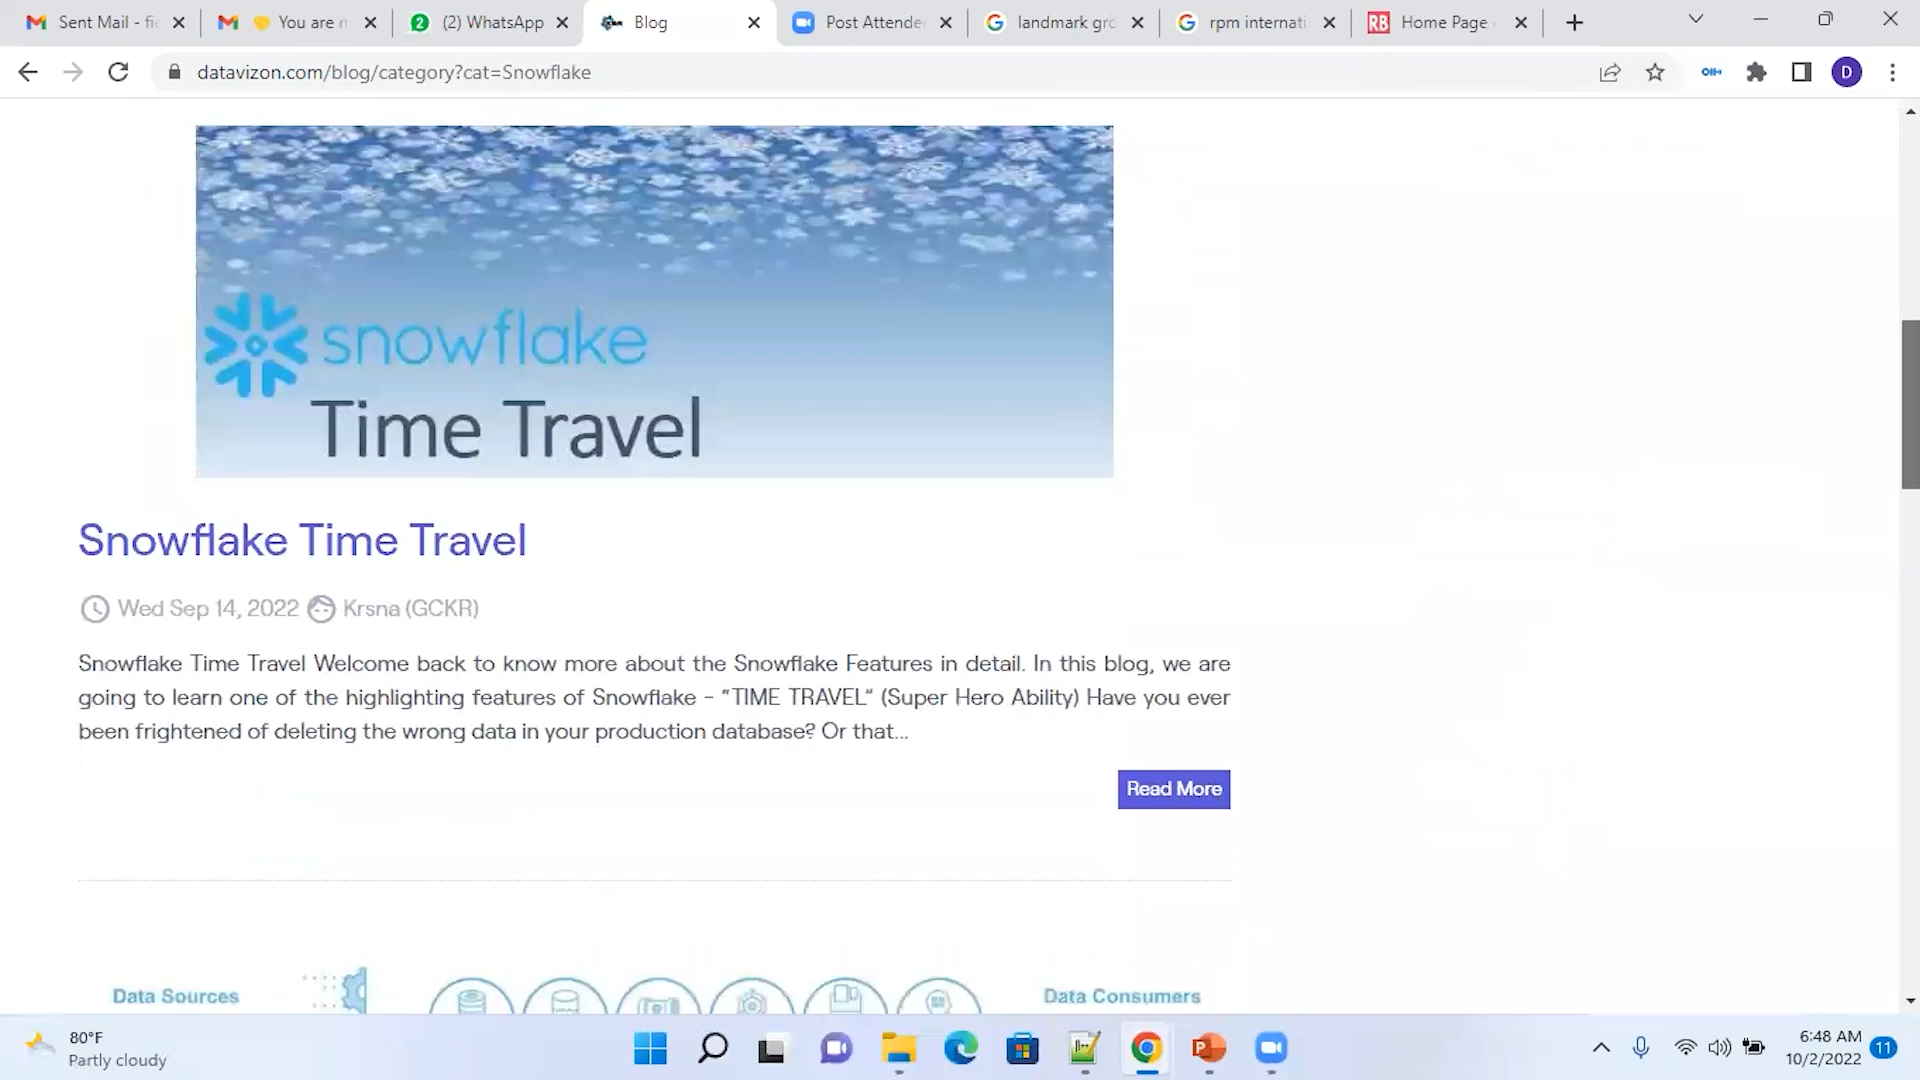 Sent Mail - fi
You are n
(2) WhatsApp
Blog
Post Attende
landmark gro
rpm internati
Home Page
datavizon.com/blog/category?cat=Snowflake
D
snowflake
Time Travel
Snowflake Time Travel
Wed Sep 14, 2022 Krsna (GCKR)
Snowflake Time Travel Welcome back to know more about the Snowflake Features in detail. In this blog, we are
going to learn one of the highlighting features of Snowflake - "TIME TRAVEL" (Super Hero Ability) Have you ever
been frightened of deleting the wrong data in your production database? Or that...
Read More
Data Sources
Data Consumers
80°F
Partly cloudy
6:48 AM
10/2/2022
11